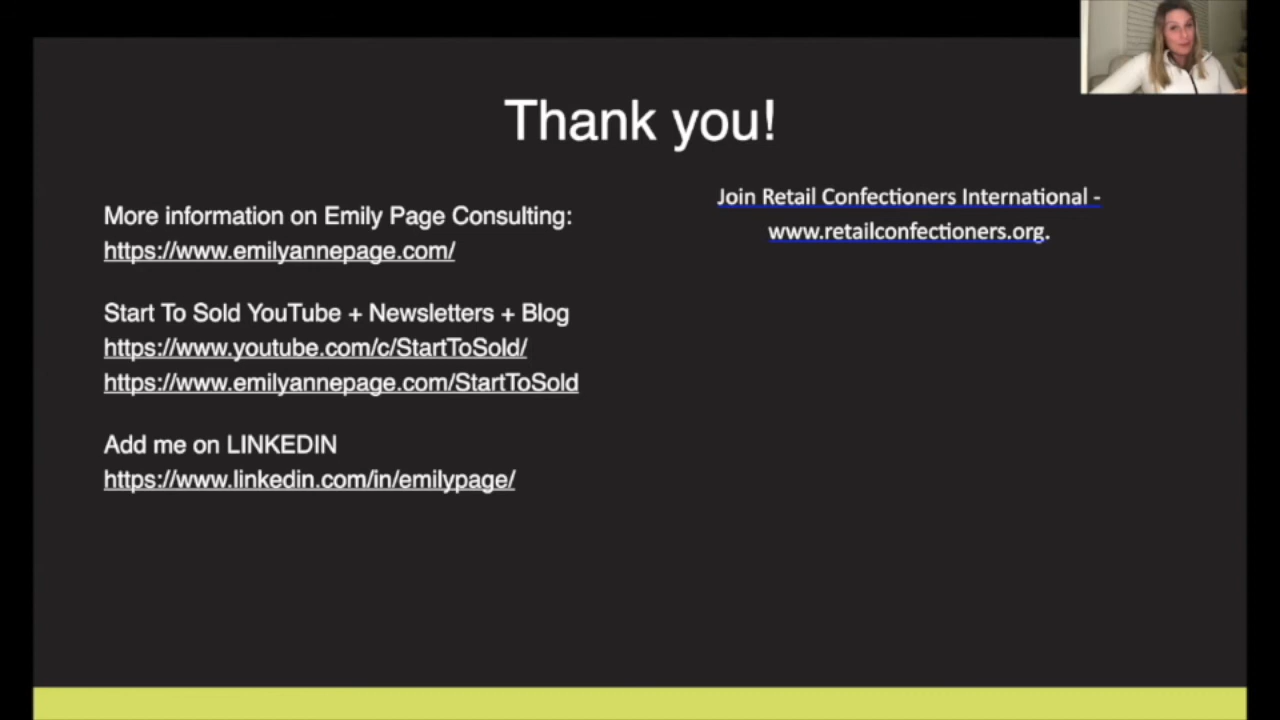 Thank you!
More information on Emily Page Consulting:
https://www.emilyannepage.com/
Start To Sold YouTube + Newsletters + Blog
https://www.youtube.com/c/StartToSold/
https://www.emilyannepage.com/StartToSold
Add me on LINKEDIN
https://www.linkedin.com/in/emilypage/
Join Retail Confectioners International -
www.retailconfectioners.org.